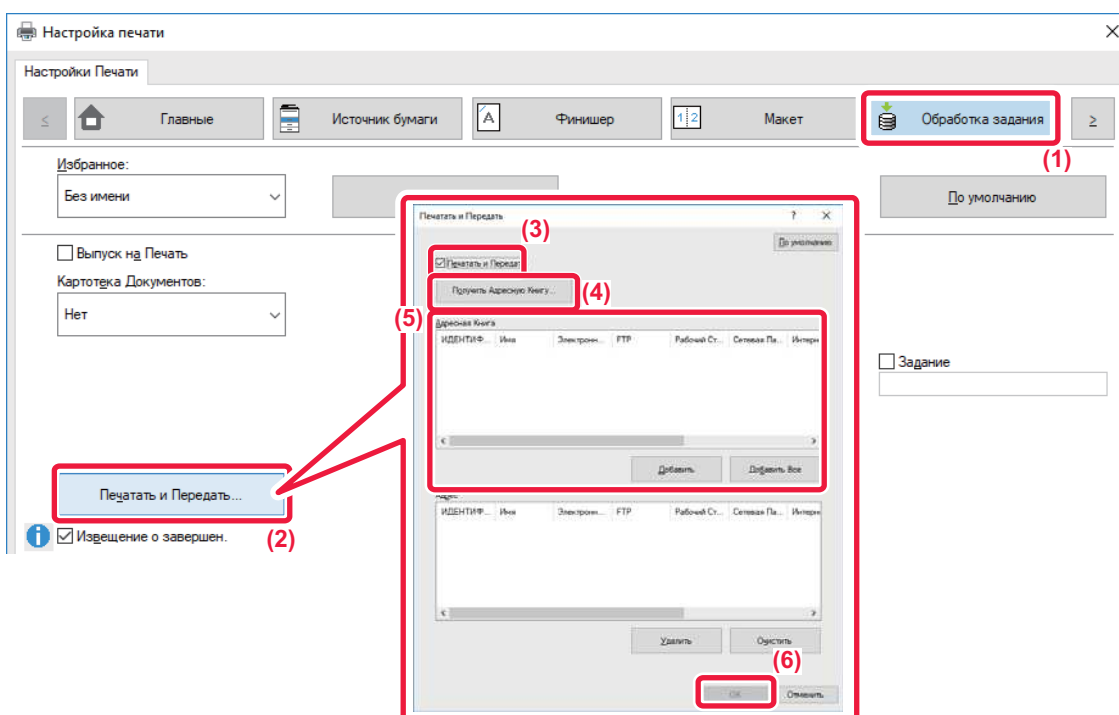 Настройка печати
Настройки Печати
≤ Главные Источник бумаги A Финишер 1 2 Макет Обработка задания ≥
(1)
Избранное:
Без имени
По умолчанию
Выпуск на Печать
Картотека Документов:
Нет
Задание
Печатать и Передать...
(2)
Извещение о завершен.
Печатать и Передать ? X
По умолчанию
(3)
Печатать и Передат
Получить Адресную Книгу...
(4)
(5)
Адресная Книга
ИДЕНТИФ... Имя Электронн... FTP Рабочий Ст... Сетевая Па... Интерн
Добавить Добавить Все
Адрес
ИДЕНТИФ... Имя Электронн... FTP Рабочий Ст... Сетевая Па... Интерн
Удалить Очистить
(6)
OK Отменить